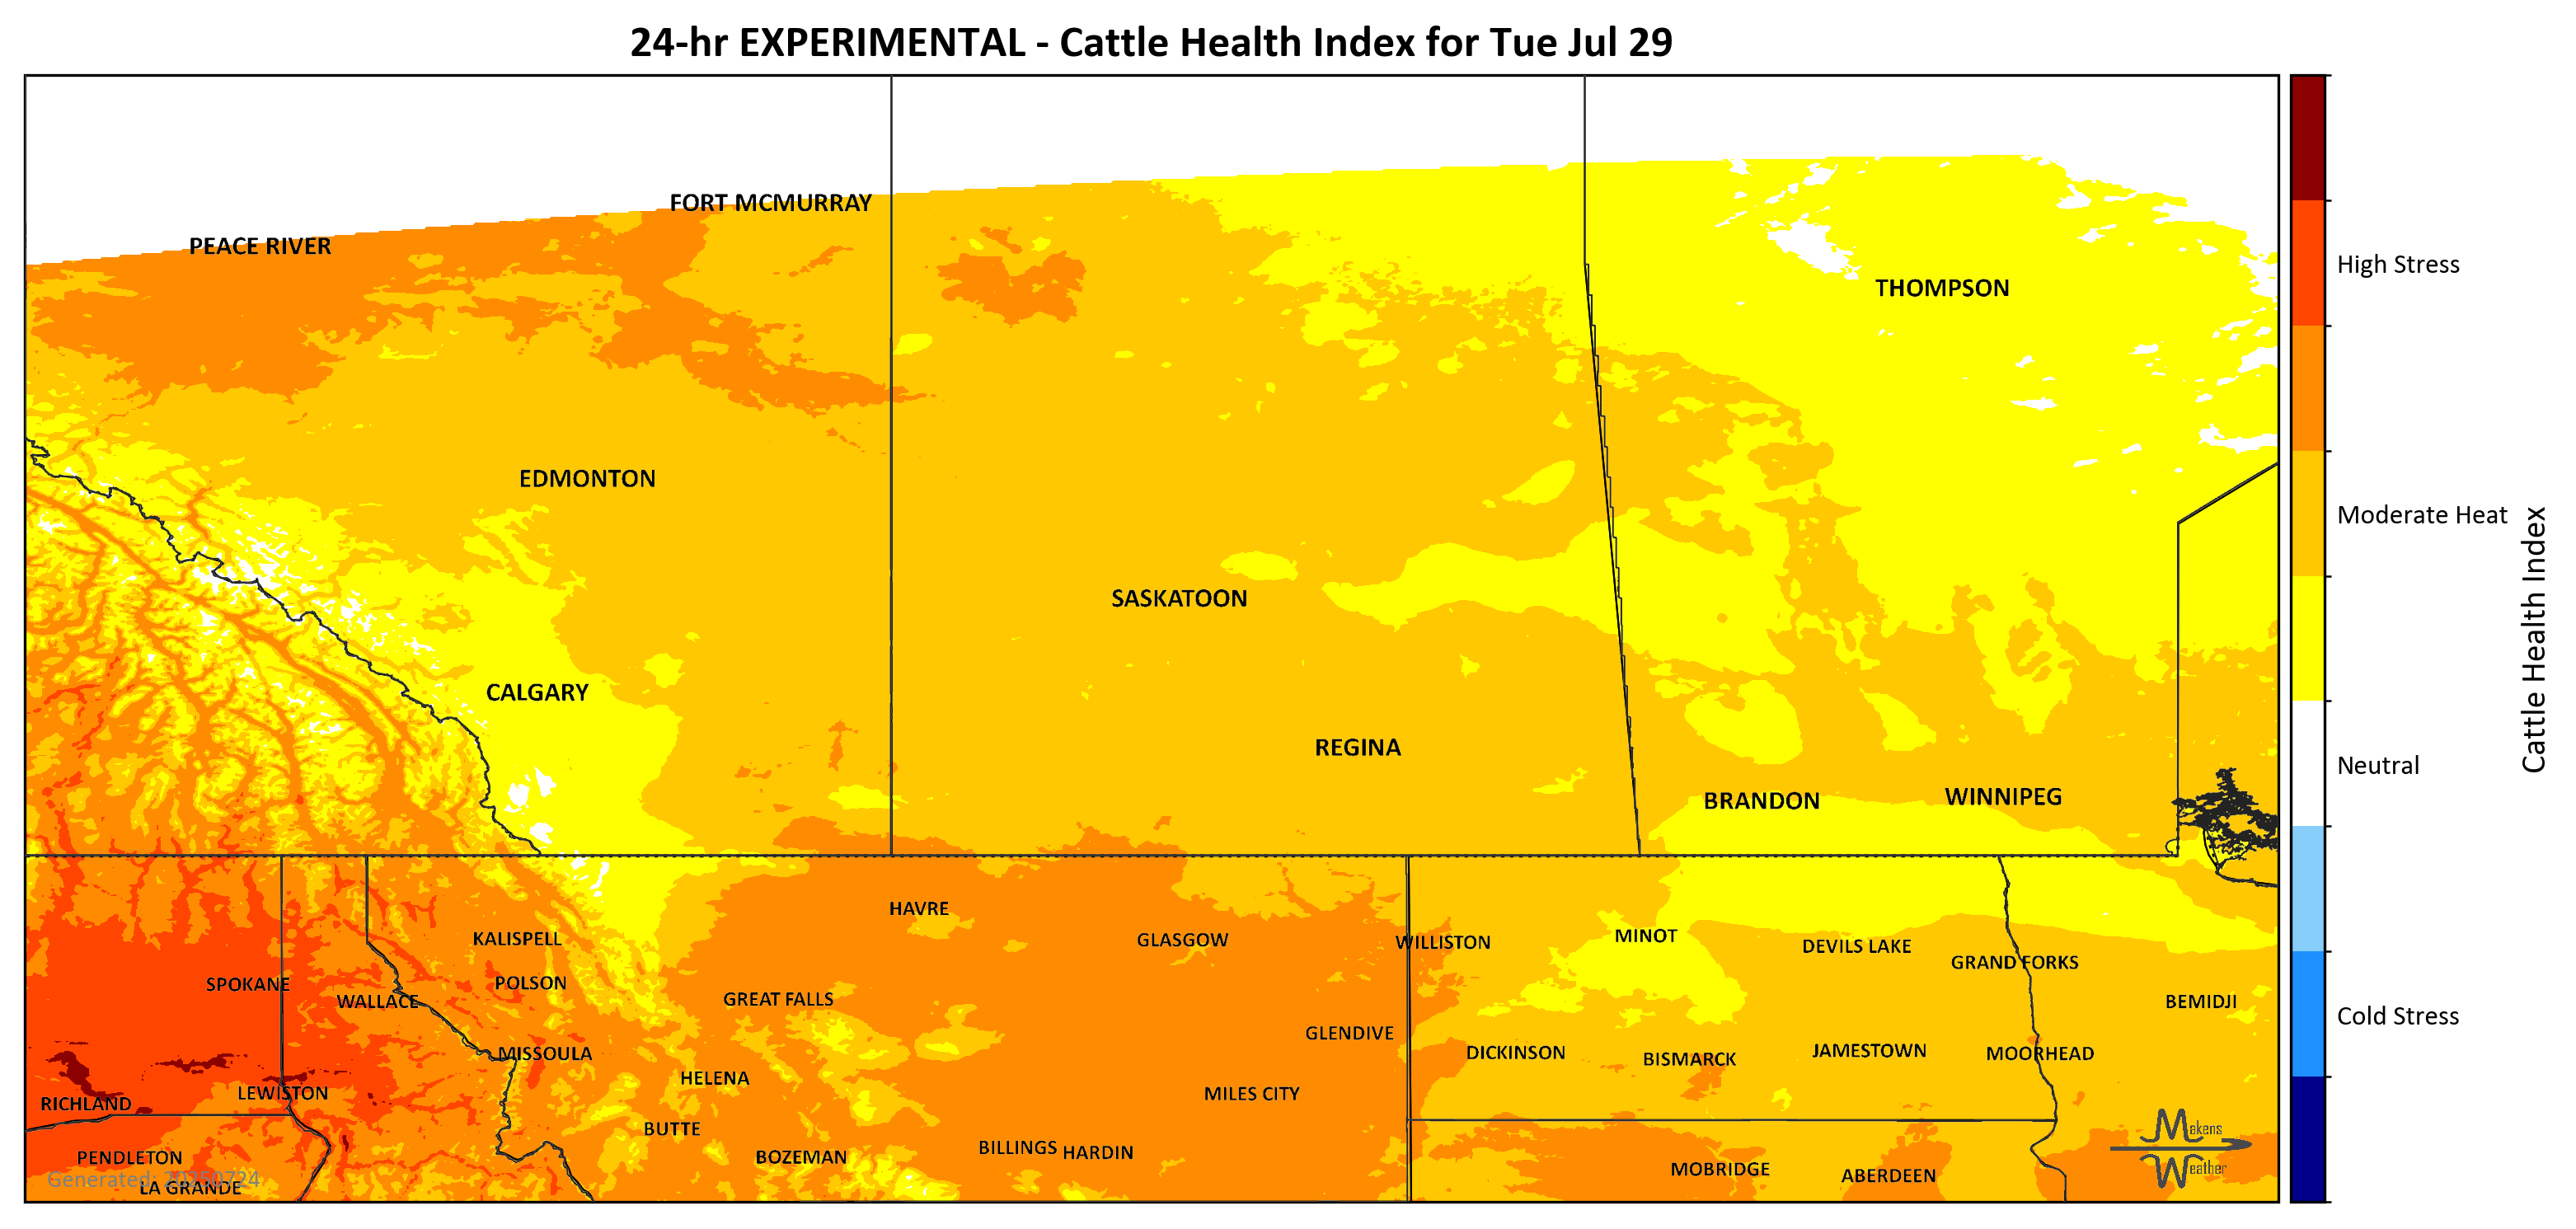 24-hr EXPERIMENTAL - Cattle Health Index for Tue Jul 29
FORT MCMURRAY
PEACE RIVER
THOMPSON
EDMONTON
SASKATOON
CALGARY
REGINA
BRANDON
WINNIPEG
HAVRE
KALISPELL
GLASGOW
WILLISTON
MINOT
DEVILS LAKE
GRAND FORKS
SPOKANE
WALLACE
POLSON
GREAT FALLS
BEMIDJI
GLENDIVE
MISSOULA
DICKINSON
BISMARCK
JAMESTOWN
MOORHEAD
HELENA
RICHLAND
LEWISTON
MILES CITY
BUTTE
BILLINGS
HARDIN
BOZEMAN
PENDLETON
MOBRIDGE
ABERDEEN
Generated: 20250724
LA GRANDE
Makens
Weather
High Stress
Moderate Heat
Neutral
Cold Stress
Cattle Health Index